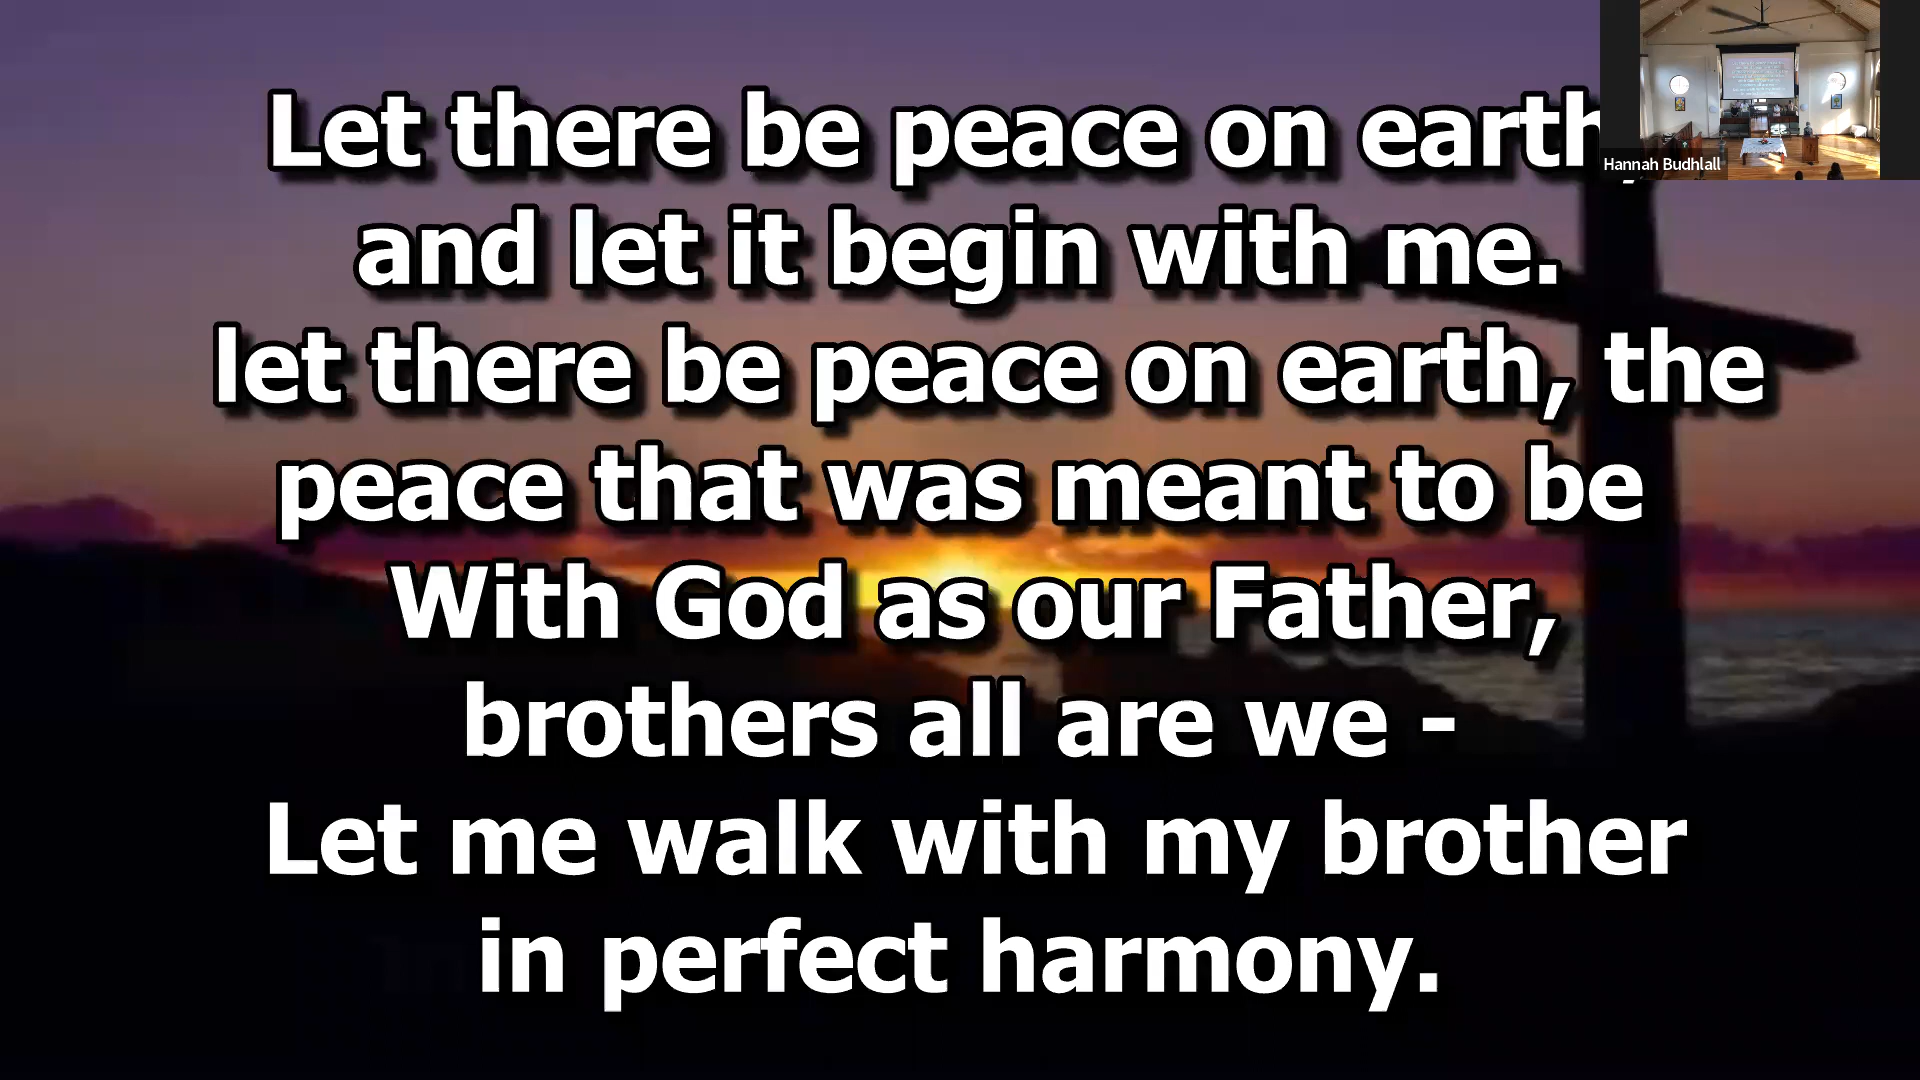 Let there be peace on earth,
and let it begin with me.
let there be peace on earth, the
peace that was meant to be
With God as our Father,
brothers all are we -
Let me walk with my brother
in perfect harmony.
Hannah Budhlall